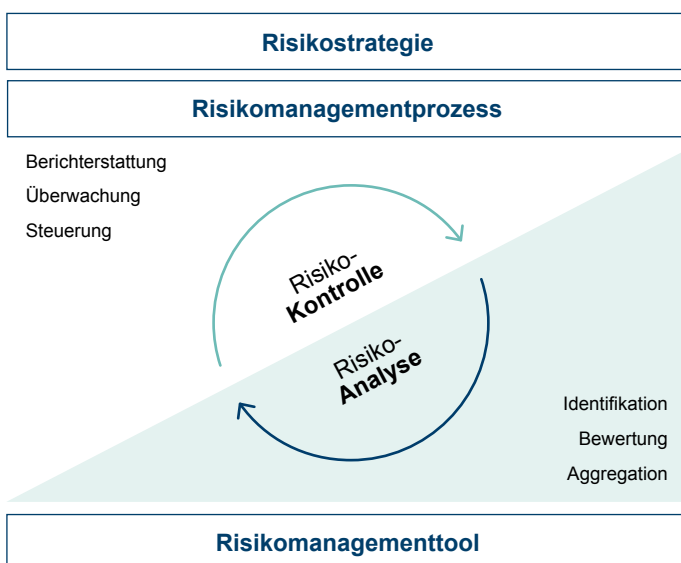 Risikostrategie
Risikomanagementprozess
Berichterstattung
Überwachung
Steuerung
Risiko-
Kontrolle
Risiko-
Analyse
Identifikation
Bewertung
Aggregation
Risikomanagementtool